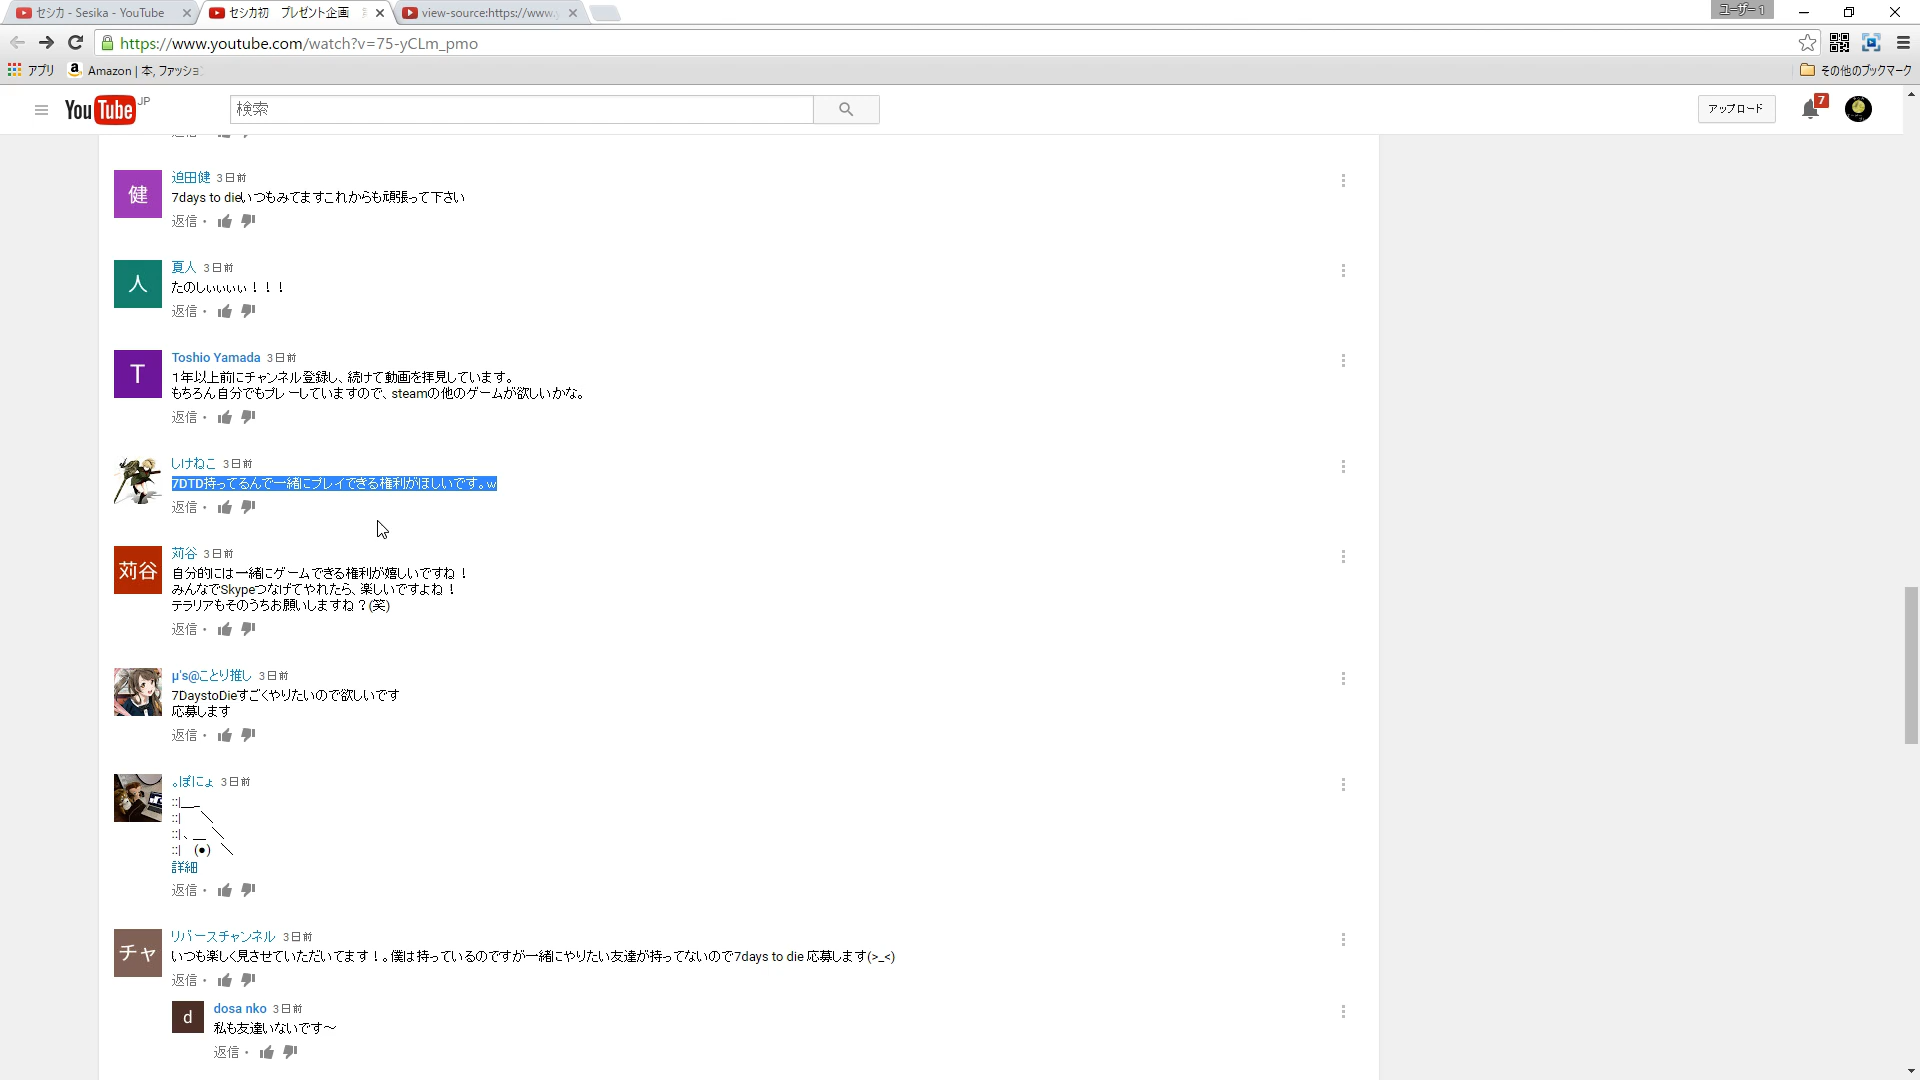 セシカ - Sesika - YouTube
セシカ初 プレゼント企画
view-source:https://www.
ユーザー 1
https://www.youtube.com/watch?v=75-yCLm_pmo
アプリ
Amazon | 本, ファッショ
その他のブックマーク
YouTube JP
検索
アップロード
7
健
迫田健 3日前
7days to dieいつもみてますこれからも頑張って下さい
返信・
人
夏人 3日前
たのしぃぃぃぃ！！！
返信・
T
Toshio Yamada 3日前
1年以上前にチャンネル登録し、続けて動画を拝見しています。
もちろん自分でもプレーしていますので、steamの他のゲームが欲しいかな。
返信・
しけねこ 3日前
7DTD持ってるんで一緒にプレイできる権利がほしいです。w
返信・
苅谷
苅谷 3日前
自分的には一緒にゲームできる権利が嬉しいですね！
みんなでSkypeつなげてやれたら、楽しいですよね！
テラリアもそのうちお願いしますね？(笑)
返信・
μ's@ことり推し 3日前
7DaystoDieすごくやりたいので欲しいです
応募します
返信・
。ぽにょ 3日前
::|__
::|　 ＼
::|、__ ＼
::|　(●) ＼
詳細
返信・
チャ
リバースチャンネル 3日前
いつも楽しく見させていただいてます！。僕は持っているのですが一緒にやりたい友達が持ってないので7days to die 応募します(>_<)
返信・
d
dosa nko 3日前
私も友達いないです～
返信・